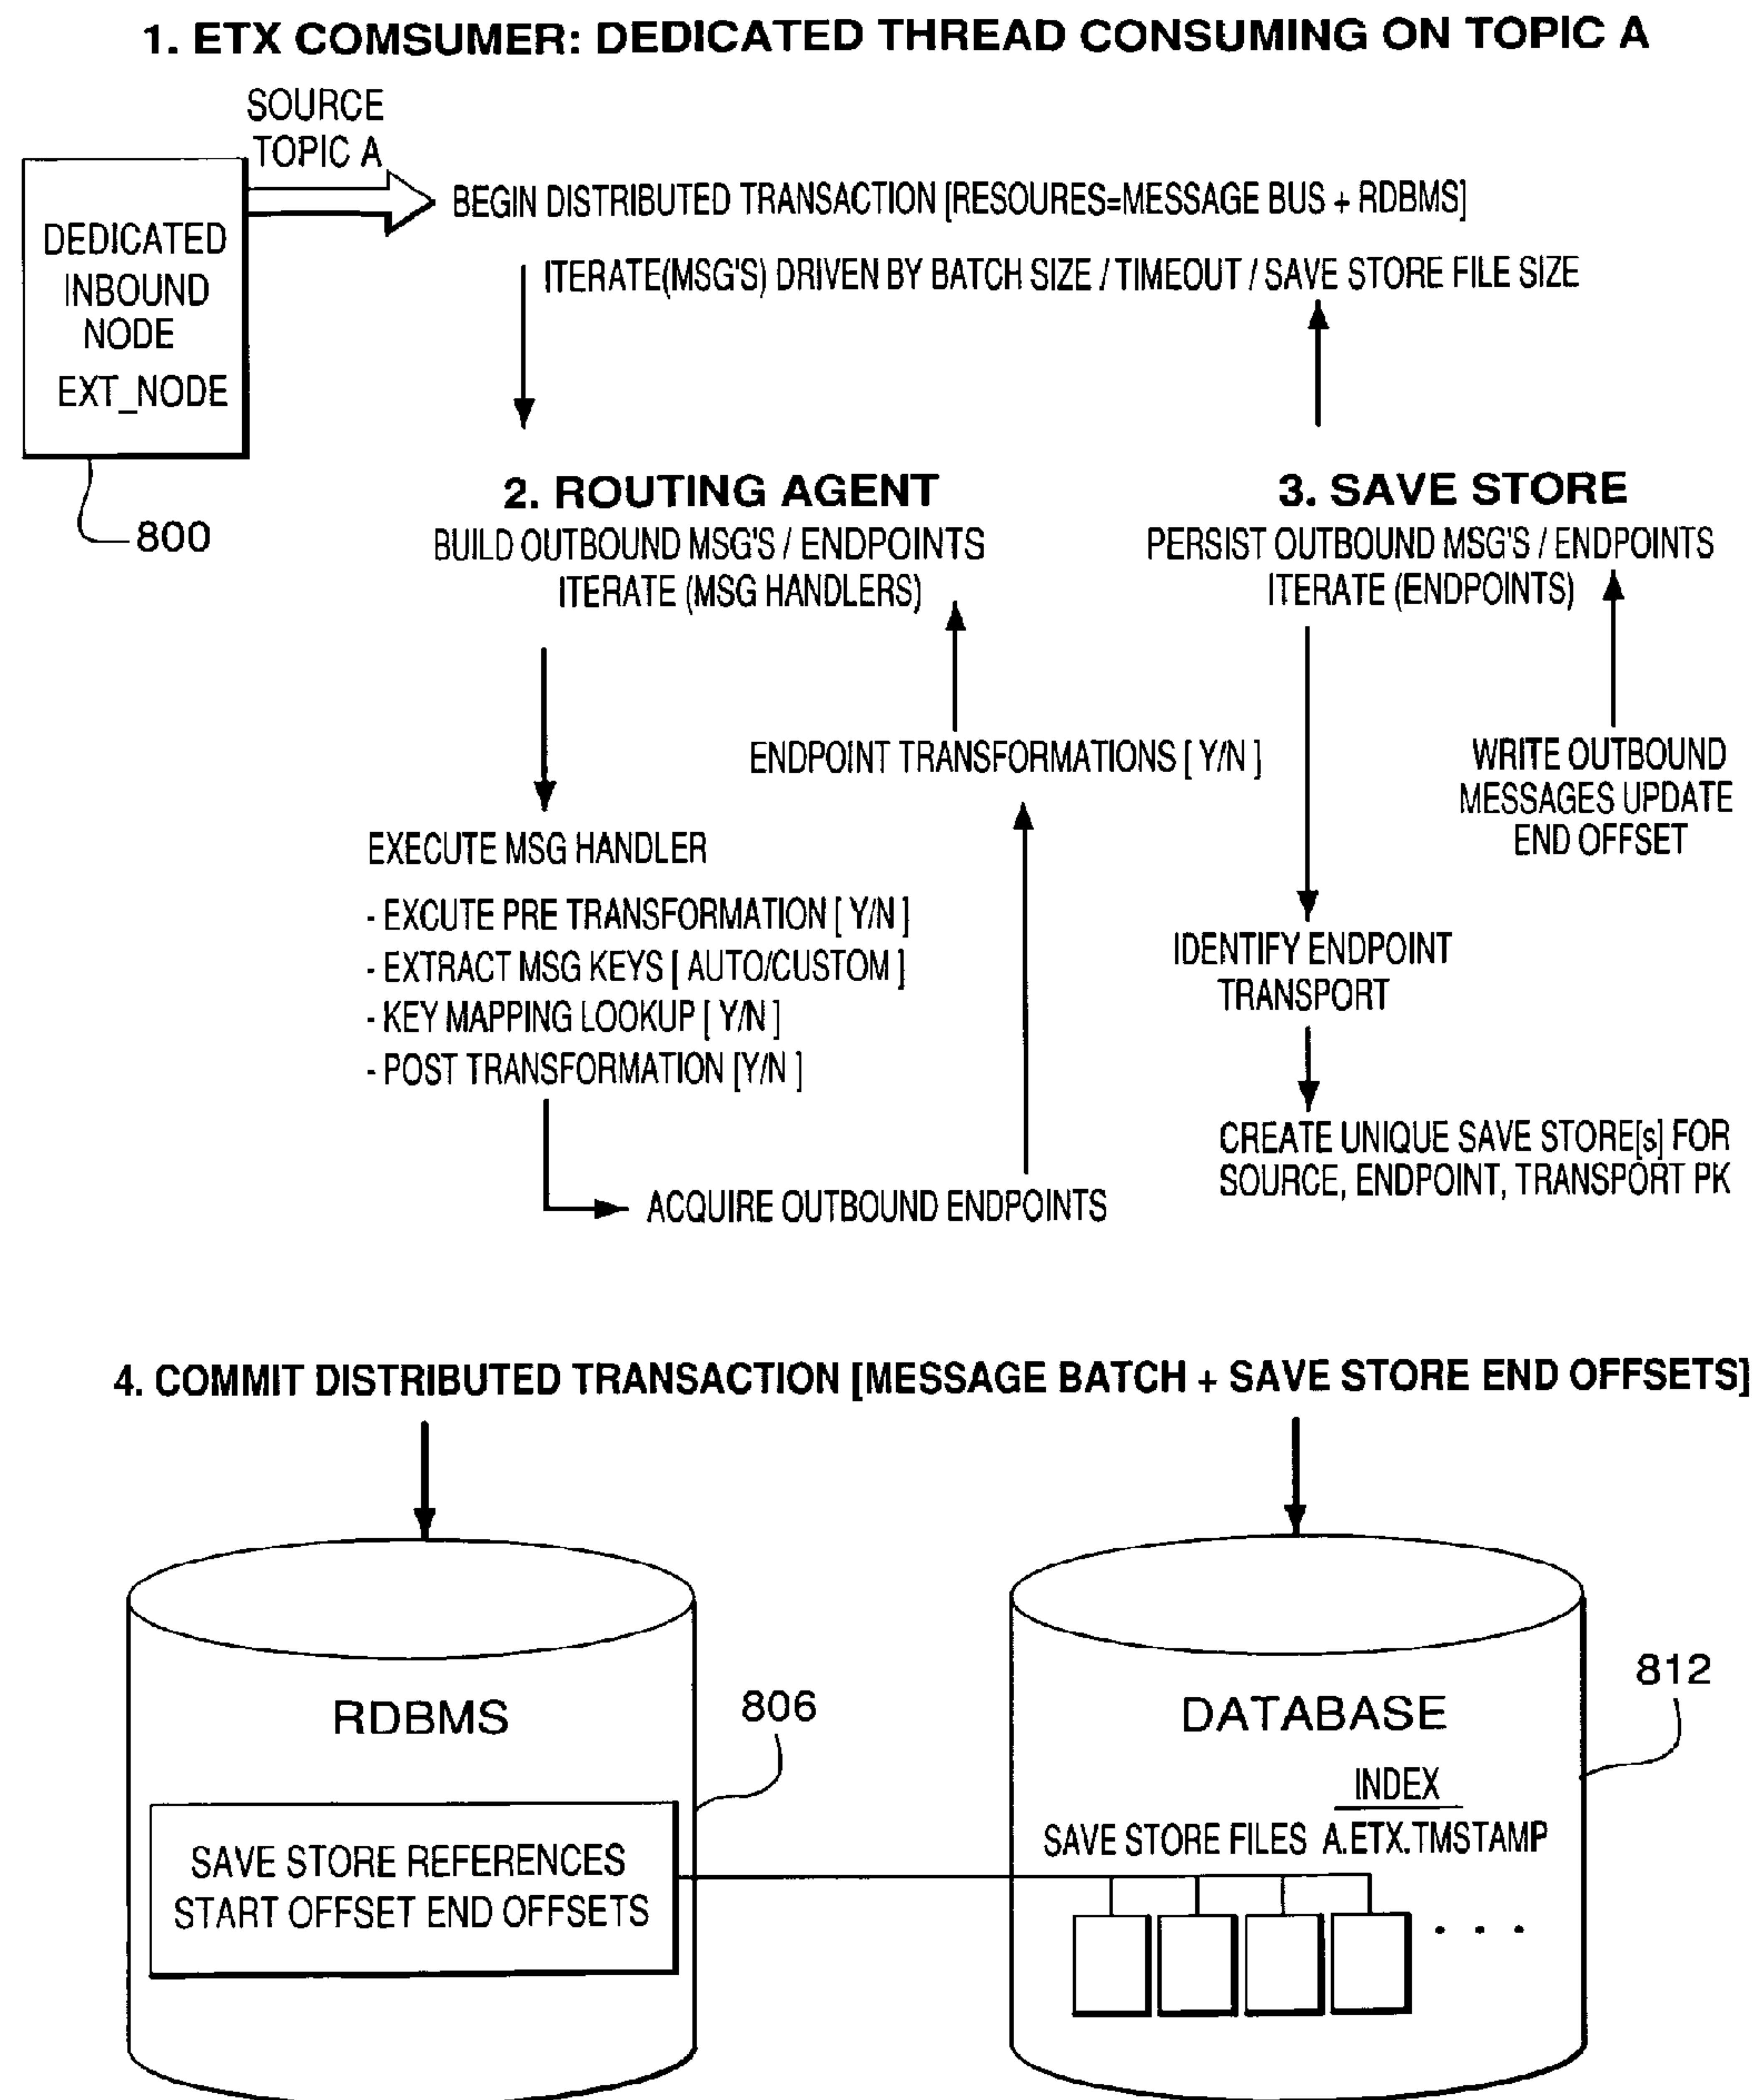 1. ETX COMSUMER: DEDICATED THREAD CONSUMING ON TOPIC A
SOURCE
TOPIC A
DEDICATED
INBOUND
NODE
EXT_NODE
800
BEGIN DISTRIBUTED TRANSACTION [RESOURES=MESSAGE BUS + RDBMS]
ITERATE(MSG'S) DRIVEN BY BATCH SIZE / TIMEOUT / SAVE STORE FILE SIZE
2. ROUTING AGENT
BUILD OUTBOUND MSG'S / ENDPOINTS
ITERATE (MSG HANDLERS)
ENDPOINT TRANSFORMATIONS [ Y/N ]
EXECUTE MSG HANDLER
- EXCUTE PRE TRANSFORMATION [ Y/N ]
- EXTRACT MSG KEYS [ AUTO/CUSTOM ]
- KEY MAPPING LOOKUP [ Y/N ]
- POST TRANSFORMATION [Y/N ]
ACQUIRE OUTBOUND ENDPOINTS
3. SAVE STORE
PERSIST OUTBOUND MSG'S / ENDPOINTS
ITERATE (ENDPOINTS)
WRITE OUTBOUND
MESSAGES UPDATE
END OFFSET
IDENTIFY ENDPOINT
TRANSPORT
CREATE UNIQUE SAVE STORE[s] FOR
SOURCE, ENDPOINT, TRANSPORT PK
4. COMMIT DISTRIBUTED TRANSACTION [MESSAGE BATCH + SAVE STORE END OFFSETS]
RDBMS
806
SAVE STORE REFERENCES
START OFFSET END OFFSETS
DATABASE
812
INDEX
SAVE STORE FILES A.ETX.TMSTAMP
. . .